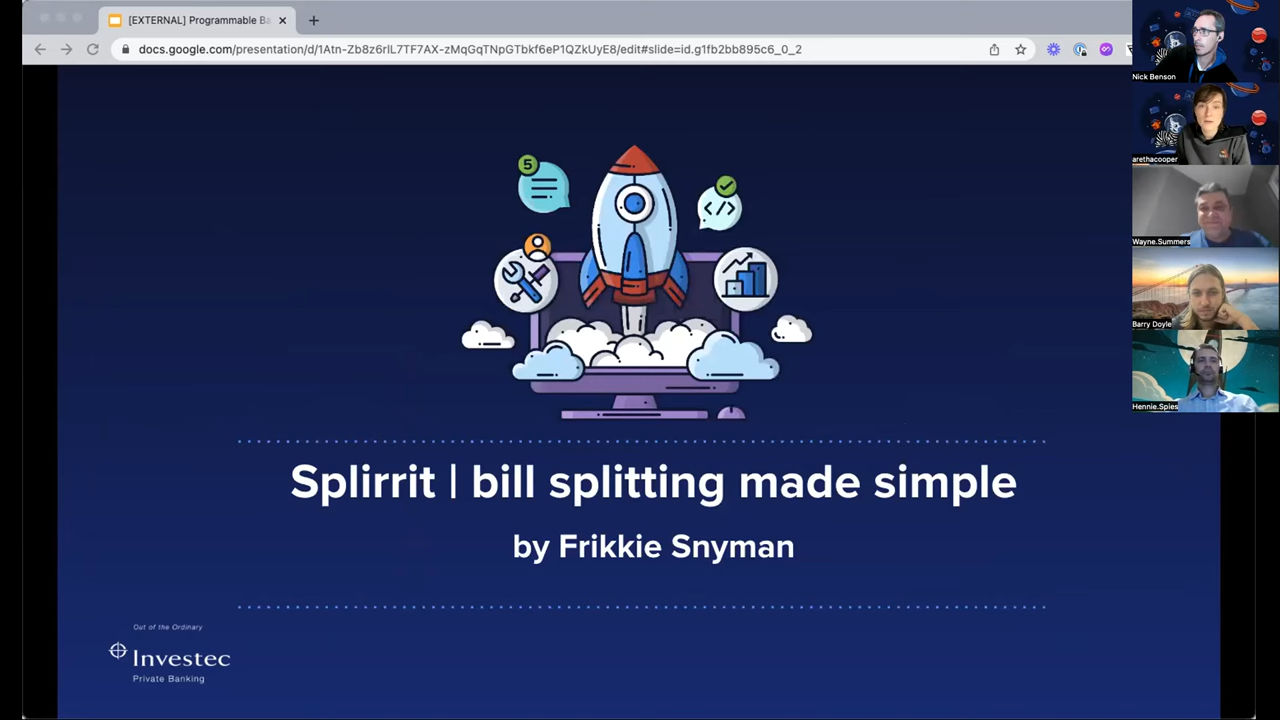 [EXTERNAL] Programmable Ba
docs.google.com/presentation/d/1Atn-Zb8z6rlL7TF7AX-zMqGqTNpGTbkf6eP1QZkUyE8/edit#slide=id.g1fb2bb895c6_0_2
Nick Benson
arethacooper
Wayne.Summers
Barry Doyle
Hennie.Spies
5
</>
Splirrit | bill splitting made simple
by Frikkie Snyman
Out of the Ordinary
Investec
Private Banking